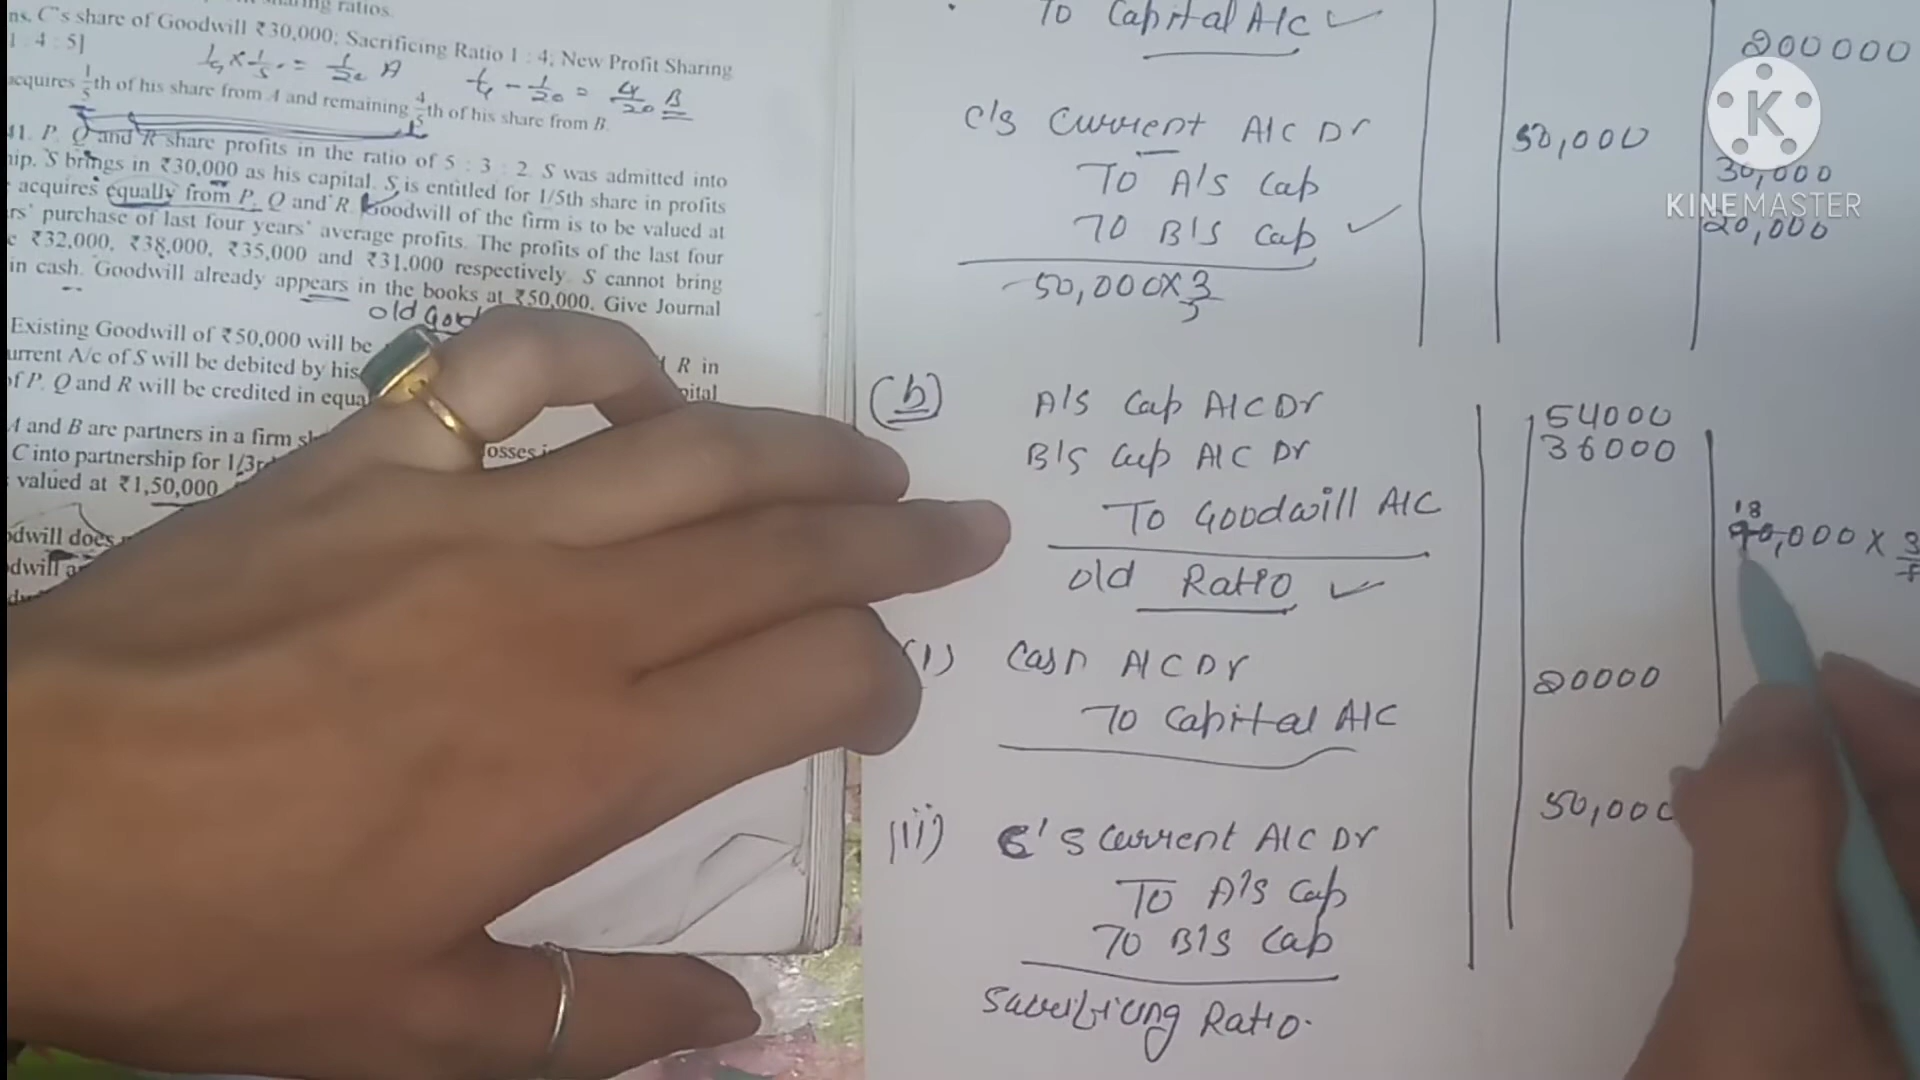 ns. C's share of Goodwill ₹30,000; Sacrificing Ratio 1 : 4; New Profit Sharing
1 : 4 : 5]
acquires 1/5th of his share from A and remaining 4/5th of his share from B.
41. P, Q and R share profits in the ratio of 5 : 3 : 2. S was admitted into
ip. S brings in ₹30,000 as his capital. S is entitled for 1/5th share in profits
acquires equally from P, Q and R. Goodwill of the firm is to be valued at
rs' purchase of last four years' average profits. The profits of the last four
e ₹32,000, ₹38,000, ₹35,000 and ₹31,000 respectively. S cannot bring
in cash. Goodwill already appears in the books at ₹50,000. Give Journal
old
Existing Goodwill of ₹50,000 will be
R in
urrent A/c of S will be debited by his
of P, Q and R will be credited in equa
A and B are partners in a firm
C into partnership for 1/3r
valued at ₹1,50,000
To Capital A/C
200000
C's Current A/C Dr 50,000
To A's Cap 30,000
To B's Cap 20,000
50,000 × 3/5
(b) A's Cap A/C Dr 54000
B's Cap A/C Dr 36000
To Goodwill A/C
18
90,000 ×
old Ratio
(i) Cash A/C Dr 20000
To Capital A/C
(ii) C's Current A/C Dr 50,000
To A's Cap
To B's Cap
Sacrificing Ratio.
K
KINEMASTER